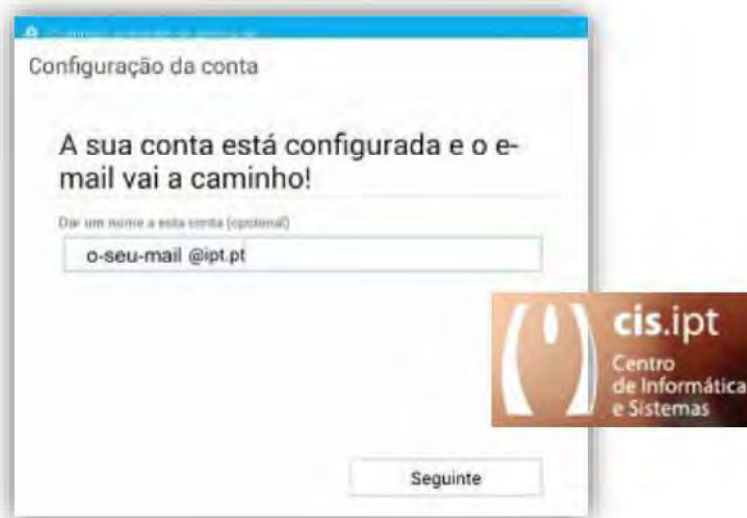 Configuração da conta
A sua conta está configurada e o e-
mail vai a caminho!
Dar um nome a esta conta (opcional)
o-seu-mail @ipt.pt
cis.ipt
Centro
de Informática
e Sistemas
Seguinte